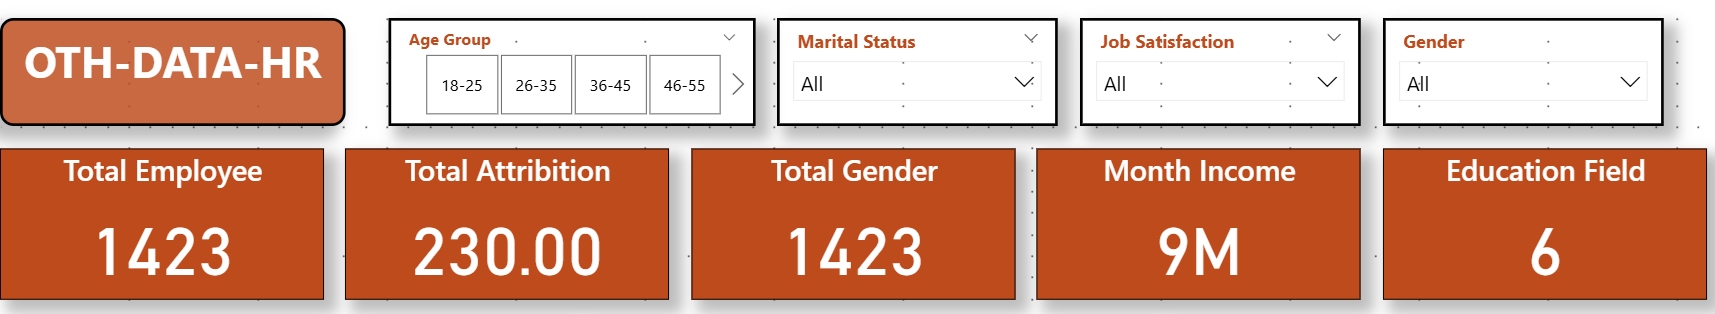 OTH-DATA-HR
Age Group
18-25 26-35 36-45 46-55
Marital Status
All
Job Satisfaction
All
Gender
All
Total Employee
1423
Total Attribition
230.00
Total Gender
1423
Month Income
9M
Education Field
6